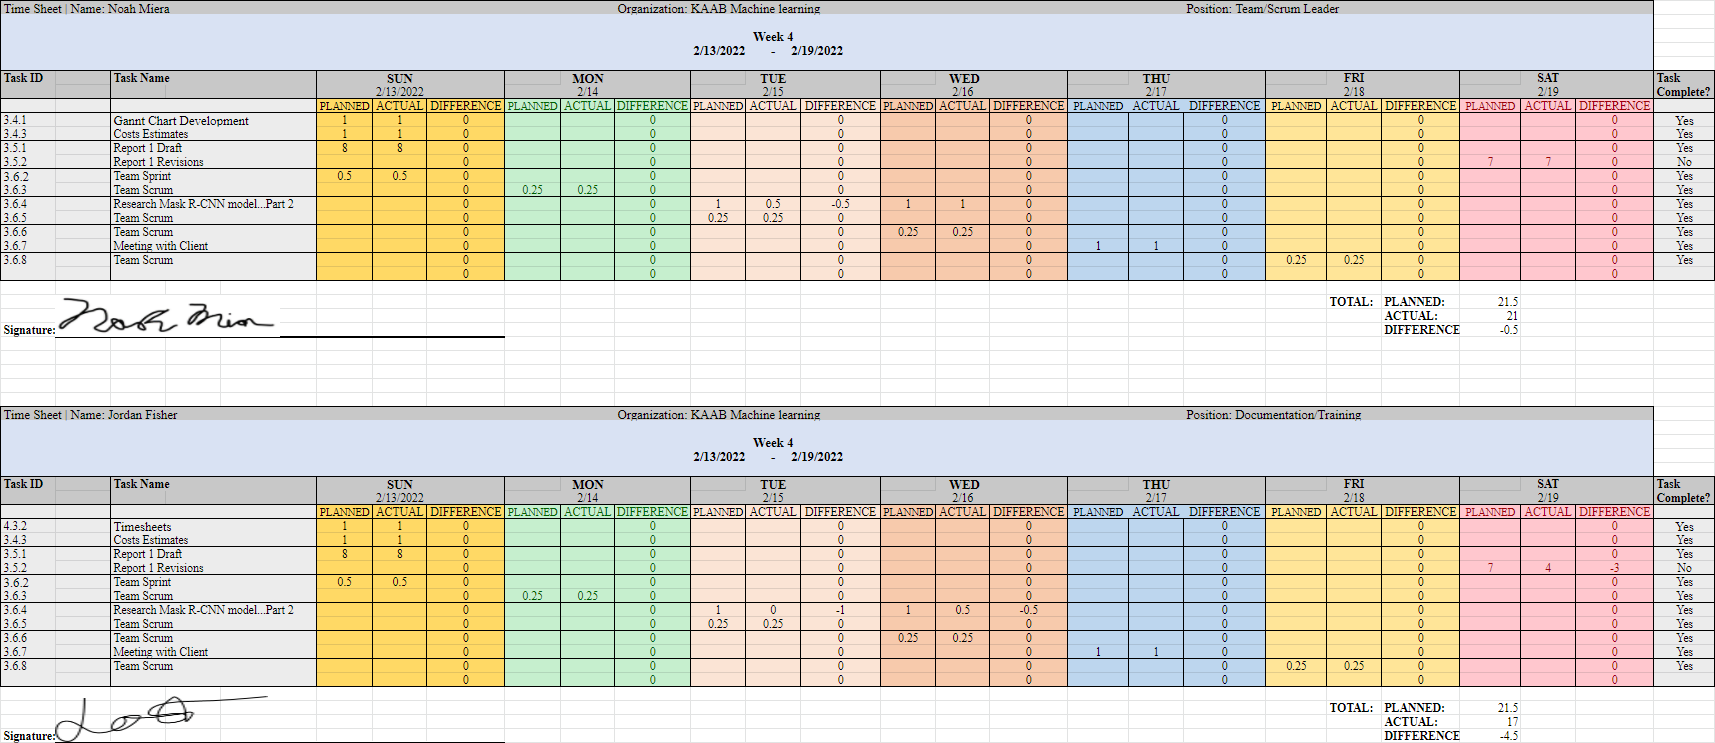 Time Sheet | Name: Noah Miera Organization: KAAB Machine learning Position: Team/Scrum Leader
Week 4
2/13/2022 - 2/19/2022
Task ID Task Name SUN MON TUE WED THU FRI SAT Task
2/13/2022 2/14 2/15 2/16 2/17 2/18 2/19 Complete?
PLANNED ACTUAL DIFFERENCE PLANNED ACTUAL DIFFERENCE PLANNED ACTUAL DIFFERENCE PLANNED ACTUAL DIFFERENCE PLANNED ACTUAL DIFFERENCE PLANNED ACTUAL DIFFERENCE PLANNED ACTUAL DIFFERENCE
3.4.1 Gannt Chart Development 1 1 0 0 0 0 0 0 0 Yes
3.4.3 Costs Estimates 1 1 0 0 0 0 0 0 0 Yes
3.5.1 Report 1 Draft 8 8 0 0 0 0 0 0 0 Yes
3.5.2 Report 1 Revisions 0 0 0 0 0 0 7 7 0 No
3.6.2 Team Sprint 0.5 0.5 0 0 0 0 0 0 0 Yes
3.6.3 Team Scrum 0 0.25 0.25 0 0 0 0 0 0 Yes
3.6.4 Research Mask R-CNN model...Part 2 0 0 1 0.5 -0.5 1 1 0 0 0 0 Yes
3.6.5 Team Scrum 0 0 0.25 0.25 0 0 0 0 0 Yes
3.6.6 Team Scrum 0 0 0 0.25 0.25 0 0 0 0 Yes
3.6.7 Meeting with Client 0 0 0 0 1 1 0 0 0 Yes
3.6.8 Team Scrum 0 0 0 0 0 0.25 0.25 0 0 Yes
0 0 0 0 0 0 0
TOTAL: PLANNED: 21.5
ACTUAL: 21
Signature: Noah Miera DIFFERENCE -0.5
Time Sheet | Name: Jordan Fisher Organization: KAAB Machine learning Position: Documentation/Training
Week 4
2/13/2022 - 2/19/2022
Task ID Task Name SUN MON TUE WED THU FRI SAT Task
2/13/2022 2/14 2/15 2/16 2/17 2/18 2/19 Complete?
PLANNED ACTUAL DIFFERENCE PLANNED ACTUAL DIFFERENCE PLANNED ACTUAL DIFFERENCE PLANNED ACTUAL DIFFERENCE PLANNED ACTUAL DIFFERENCE PLANNED ACTUAL DIFFERENCE PLANNED ACTUAL DIFFERENCE
4.3.2 Timesheets 1 1 0 0 0 0 0 0 0 Yes
3.4.3 Costs Estimates 1 1 0 0 0 0 0 0 0 Yes
3.5.1 Report 1 Draft 8 8 0 0 0 0 0 0 0 Yes
3.5.2 Report 1 Revisions 0 0 0 0 0 0 7 4 -3 No
3.6.2 Team Sprint 0.5 0.5 0 0 0 0 0 0 0 Yes
3.6.3 Team Scrum 0 0.25 0.25 0 0 0 0 0 0 Yes
3.6.4 Research Mask R-CNN model...Part 2 0 0 1 0 -1 1 0.5 -0.5 0 0 0 Yes
3.6.5 Team Scrum 0 0 0.25 0.25 0 0 0 0 0 Yes
3.6.6 Team Scrum 0 0 0 0.25 0.25 0 0 0 0 Yes
3.6.7 Meeting with Client 0 0 0 0 1 1 0 0 0 Yes
3.6.8 Team Scrum 0 0 0 0 0 0.25 0.25 0 0 Yes
0 0 0 0 0 0 0
TOTAL: PLANNED: 21.5
ACTUAL: 17
Signature: DIFFERENCE -4.5